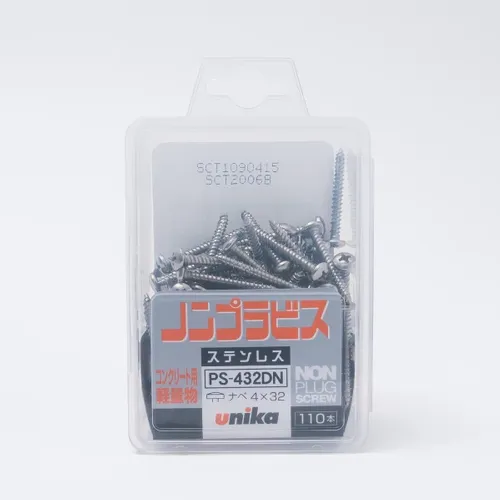 SCT1090415
SCT2006B
ノンプラビス
ステンレス
コンクリート用
軽量物
PS-432DN
ナベ4×32
NON
PLUG
SCREW
unika
110本